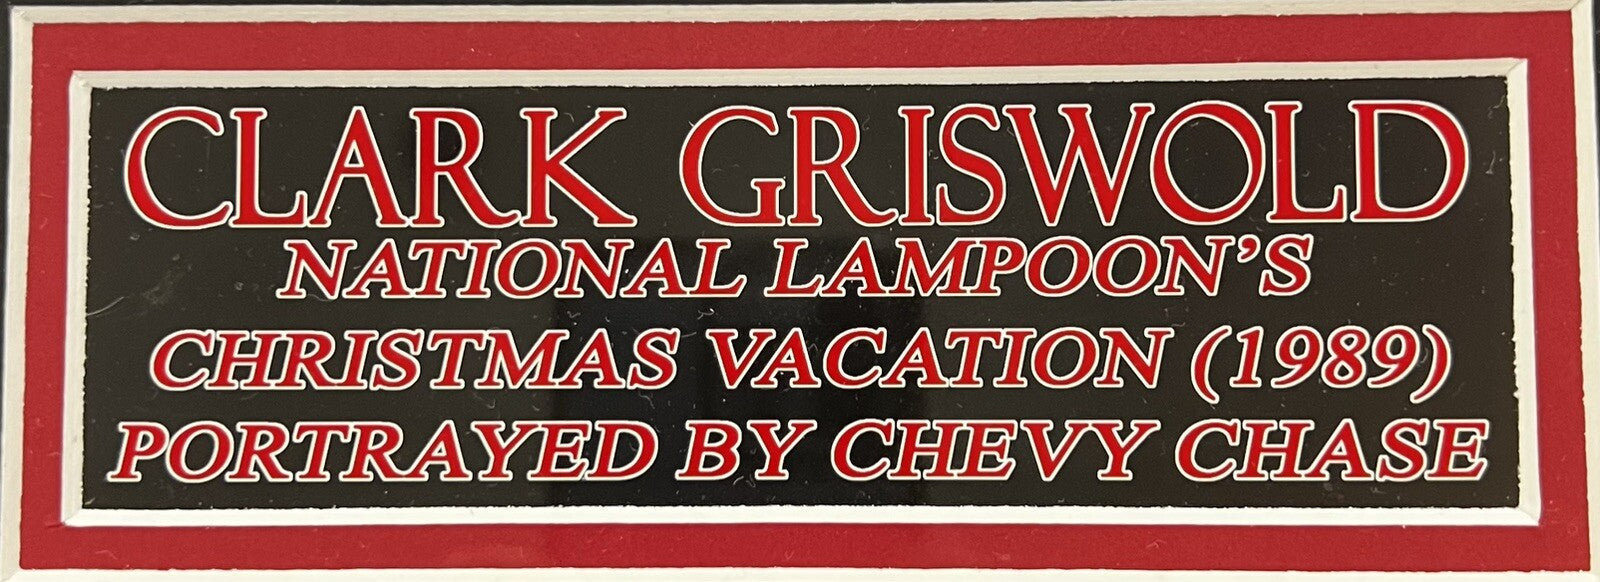 CLARK GRISWOLD
NATIONAL LAMPOON’S
CHRISTMAS VACATION (1989)
PORTRAYED BY CHEVY CHASE